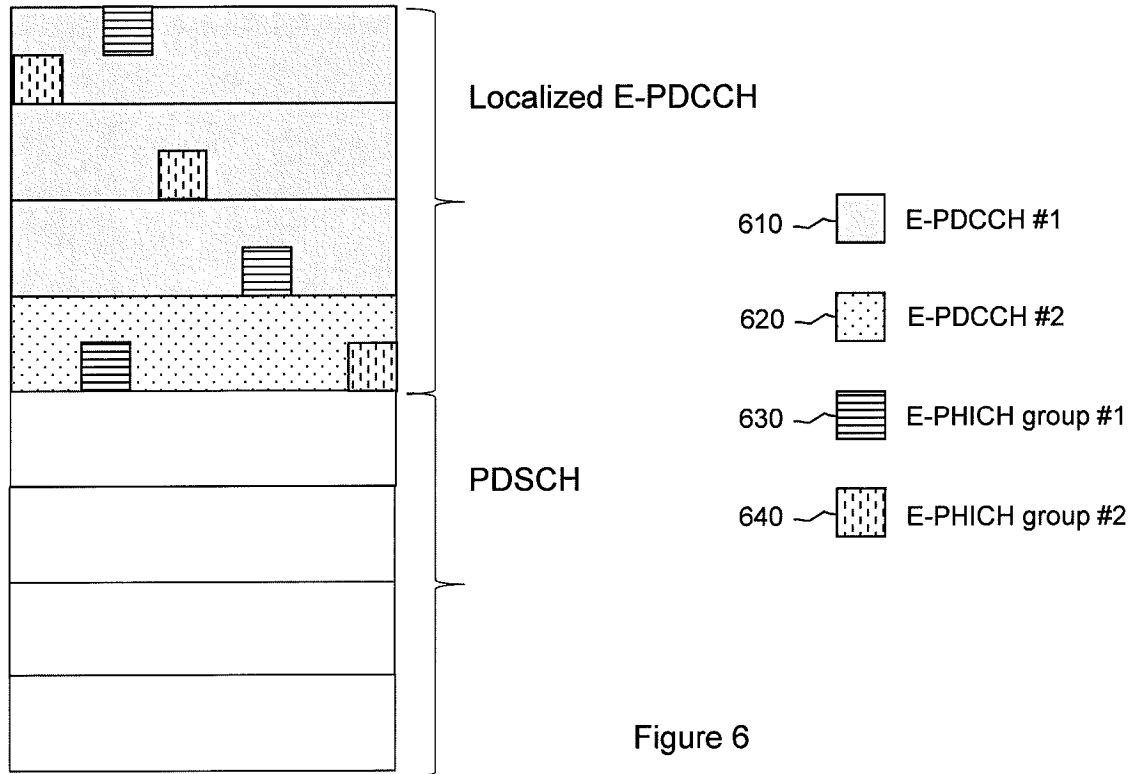 Localized E-PDCCH
610 E-PDCCH #1
620 E-PDCCH #2
630 E-PHICH group #1
PDSCH
640 E-PHICH group #2
Figure 6